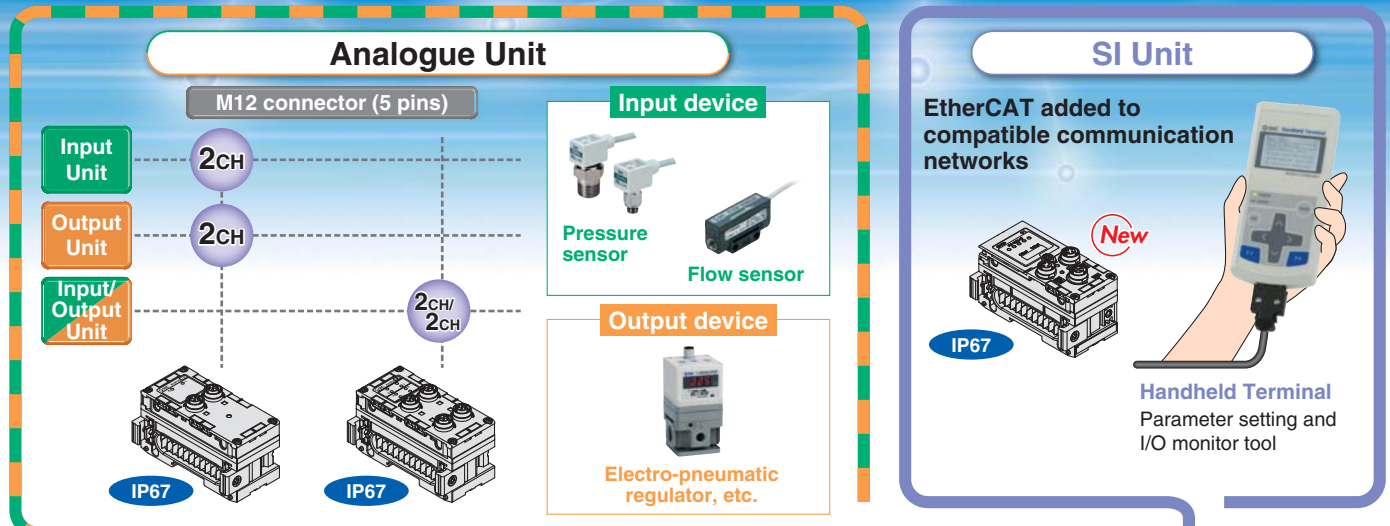 Analogue Unit
M12 connector (5 pins)
Input
Unit
2CH
Output
Unit
2CH
Input/
Output
Unit
2CH/
2CH
IP67
IP67
Input device
Pressure
sensor
Flow sensor
Output device
Electro-pneumatic
regulator, etc.
SI Unit
EtherCAT added to
compatible communication
networks
New
IP67
Handheld Terminal
Handheld Terminal
Parameter setting and
I/O monitor tool